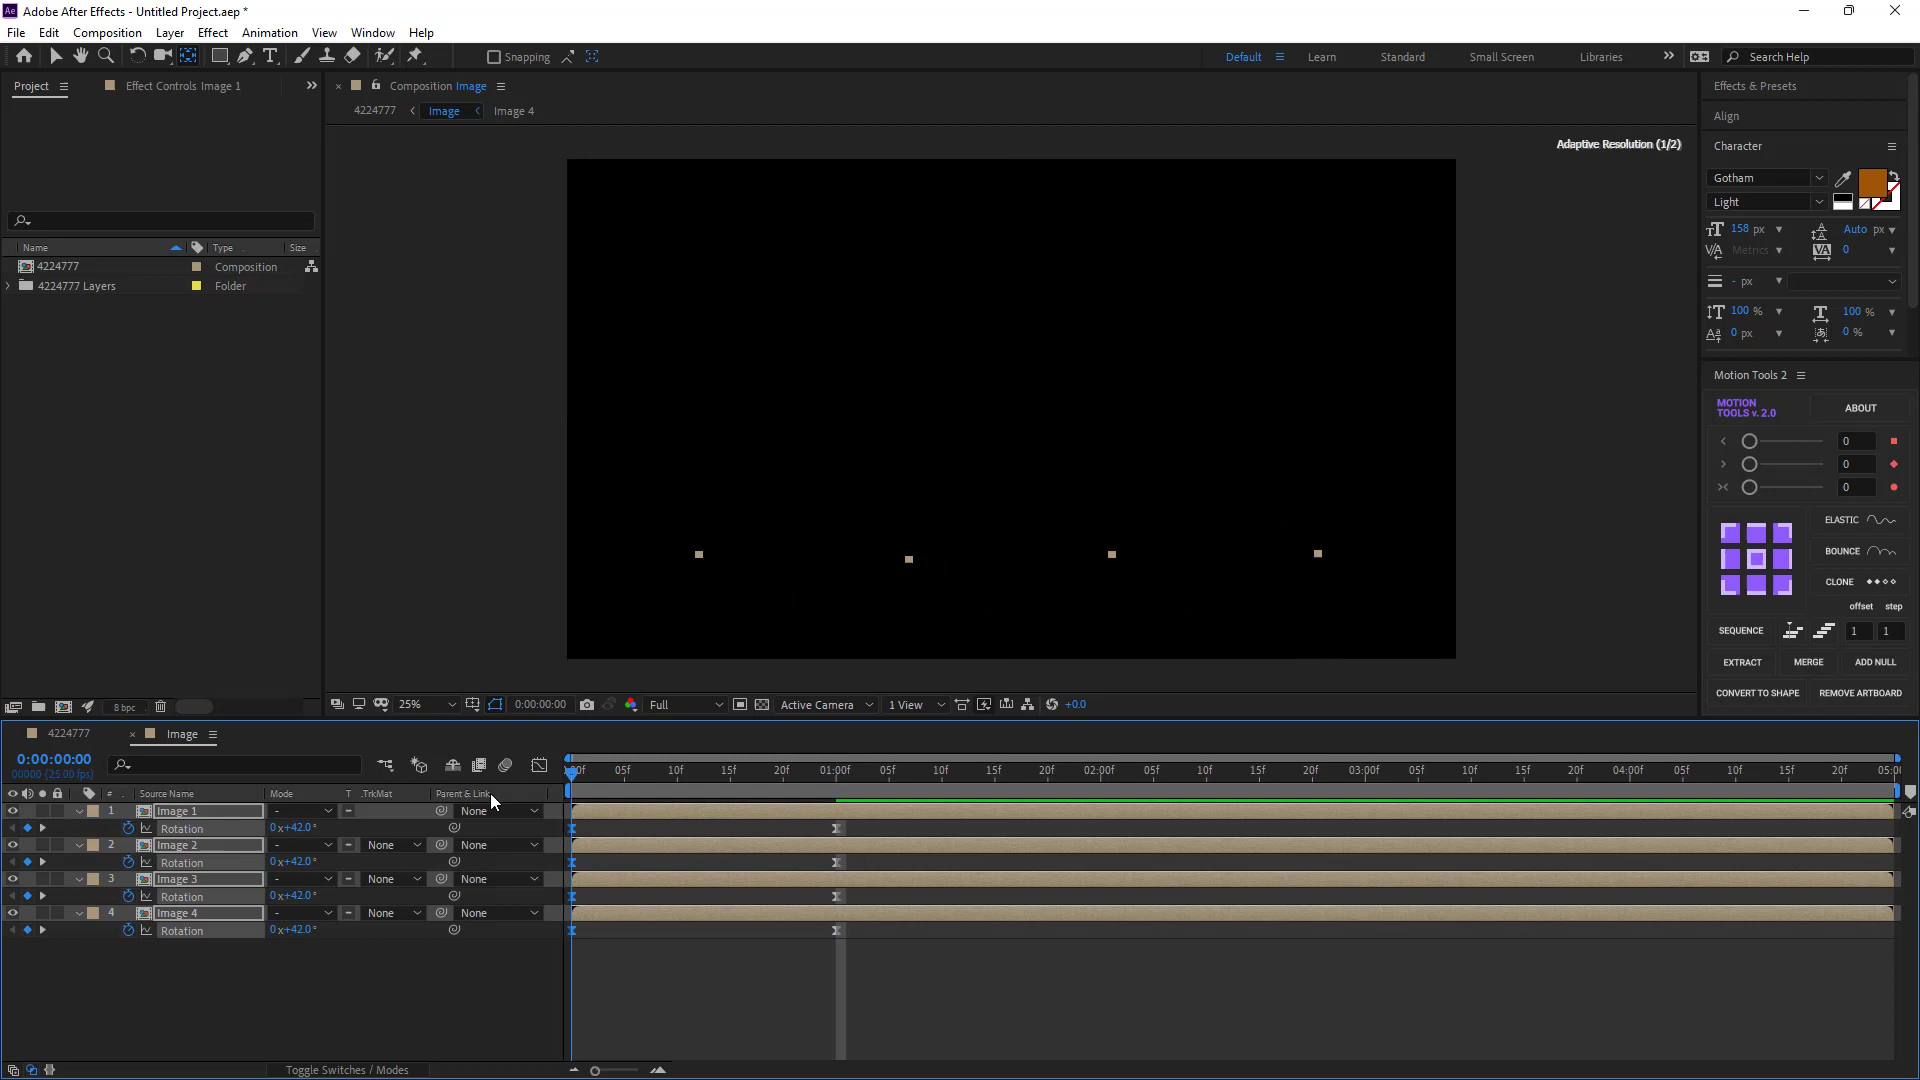 Adobe After Effects - Untitled Project.aep *
File Edit Composition Layer Effect Animation View Window Help
Snapping
Default Learn Standard Small Screen Libraries Search Help
Project Effect Controls Image 1
Composition Image
4224777 Image Image 4
Adaptive Resolution (1/2)
Name Type Size
4224777 Composition
4224777 Layers Folder
8 bpc
25% 0:00:00:00 Full Active Camera 1 View +0.0
Effects & Presets
Align
Character
Gotham
Light
158 px Auto px
Metrics 0
- px
100 % 100 %
0 px 0 %
Motion Tools 2
MOTION
TOOLS v. 2.0
ABOUT
0
0
0
ELASTIC
BOUNCE
CLONE
offset step
SEQUENCE 1 1
EXTRACT MERGE ADD NULL
CONVERT TO SHAPE REMOVE ARTBOARD
4224777 Image
0:00:00:00
00000 (25.00 fps)
05f 10f 15f 20f 01:00f 05f 10f 15f 20f 02:00f 05f 10f 15f 20f 03:00f 05f 10f 15f 20f 04:00f 05f 10f 15f 20f
# Source Name Mode T .TrkMat Parent & Link
1 Image 1 - None
Rotation 0x+42.0°
2 Image 2 - None None
Rotation 0x+42.0°
3 Image 3 - None None
Rotation 0x+42.0°
4 Image 4 - None None
Rotation 0x+42.0°
Toggle Switches / Modes